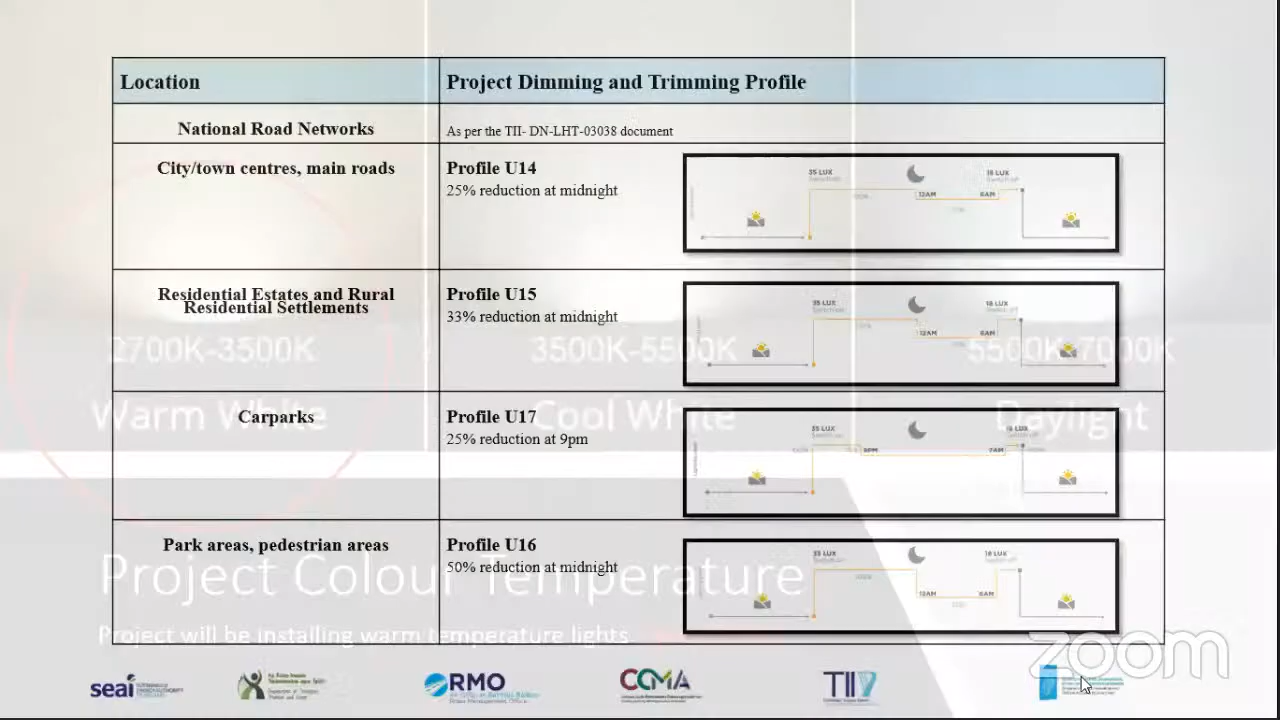 Location
Project Dimming and Trimming Profile
National Road Networks
As per the TII- DN-LHT-03038 document
City/town centres, main roads
Profile U14
25% reduction at midnight
35 LUX
18 LUX
12AM
6AM
Residential Estates and Rural
Residential Settlements
Profile U15
33% reduction at midnight
35 LUX
18 LUX
12AM
6AM
2700K-3500K
3500K-5500K
5500K-7000K
Warm White
Cool White
Daylight
Carparks
Profile U17
25% reduction at 9pm
35 LUX
18 LUX
9PM
7AM
Park areas, pedestrian areas
Profile U16
50% reduction at midnight
35 LUX
18 LUX
12AM
6AM
Project Colour Temperature
Project will be installing warm temperature lights
zoom
seai
RMO
CCMA
TII